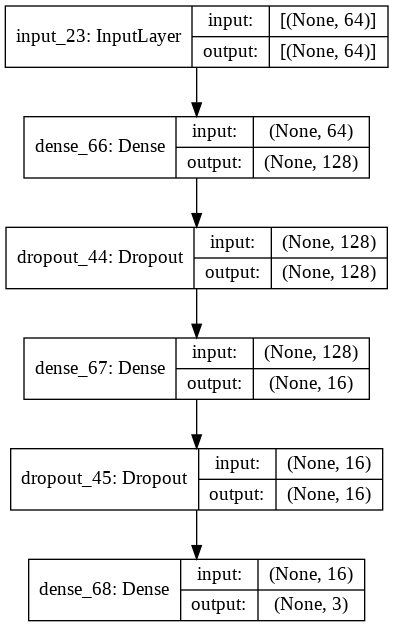 input_23: InputLayer
input: [(None, 64)]
output: [(None, 64)]
dense_66: Dense
input: (None, 64)
output: (None, 128)
dropout_44: Dropout
input: (None, 128)
output: (None, 128)
dense_67: Dense
input: (None, 128)
output: (None, 16)
dropout_45: Dropout
input: (None, 16)
output: (None, 16)
dense_68: Dense
input: (None, 16)
output: (None, 3)